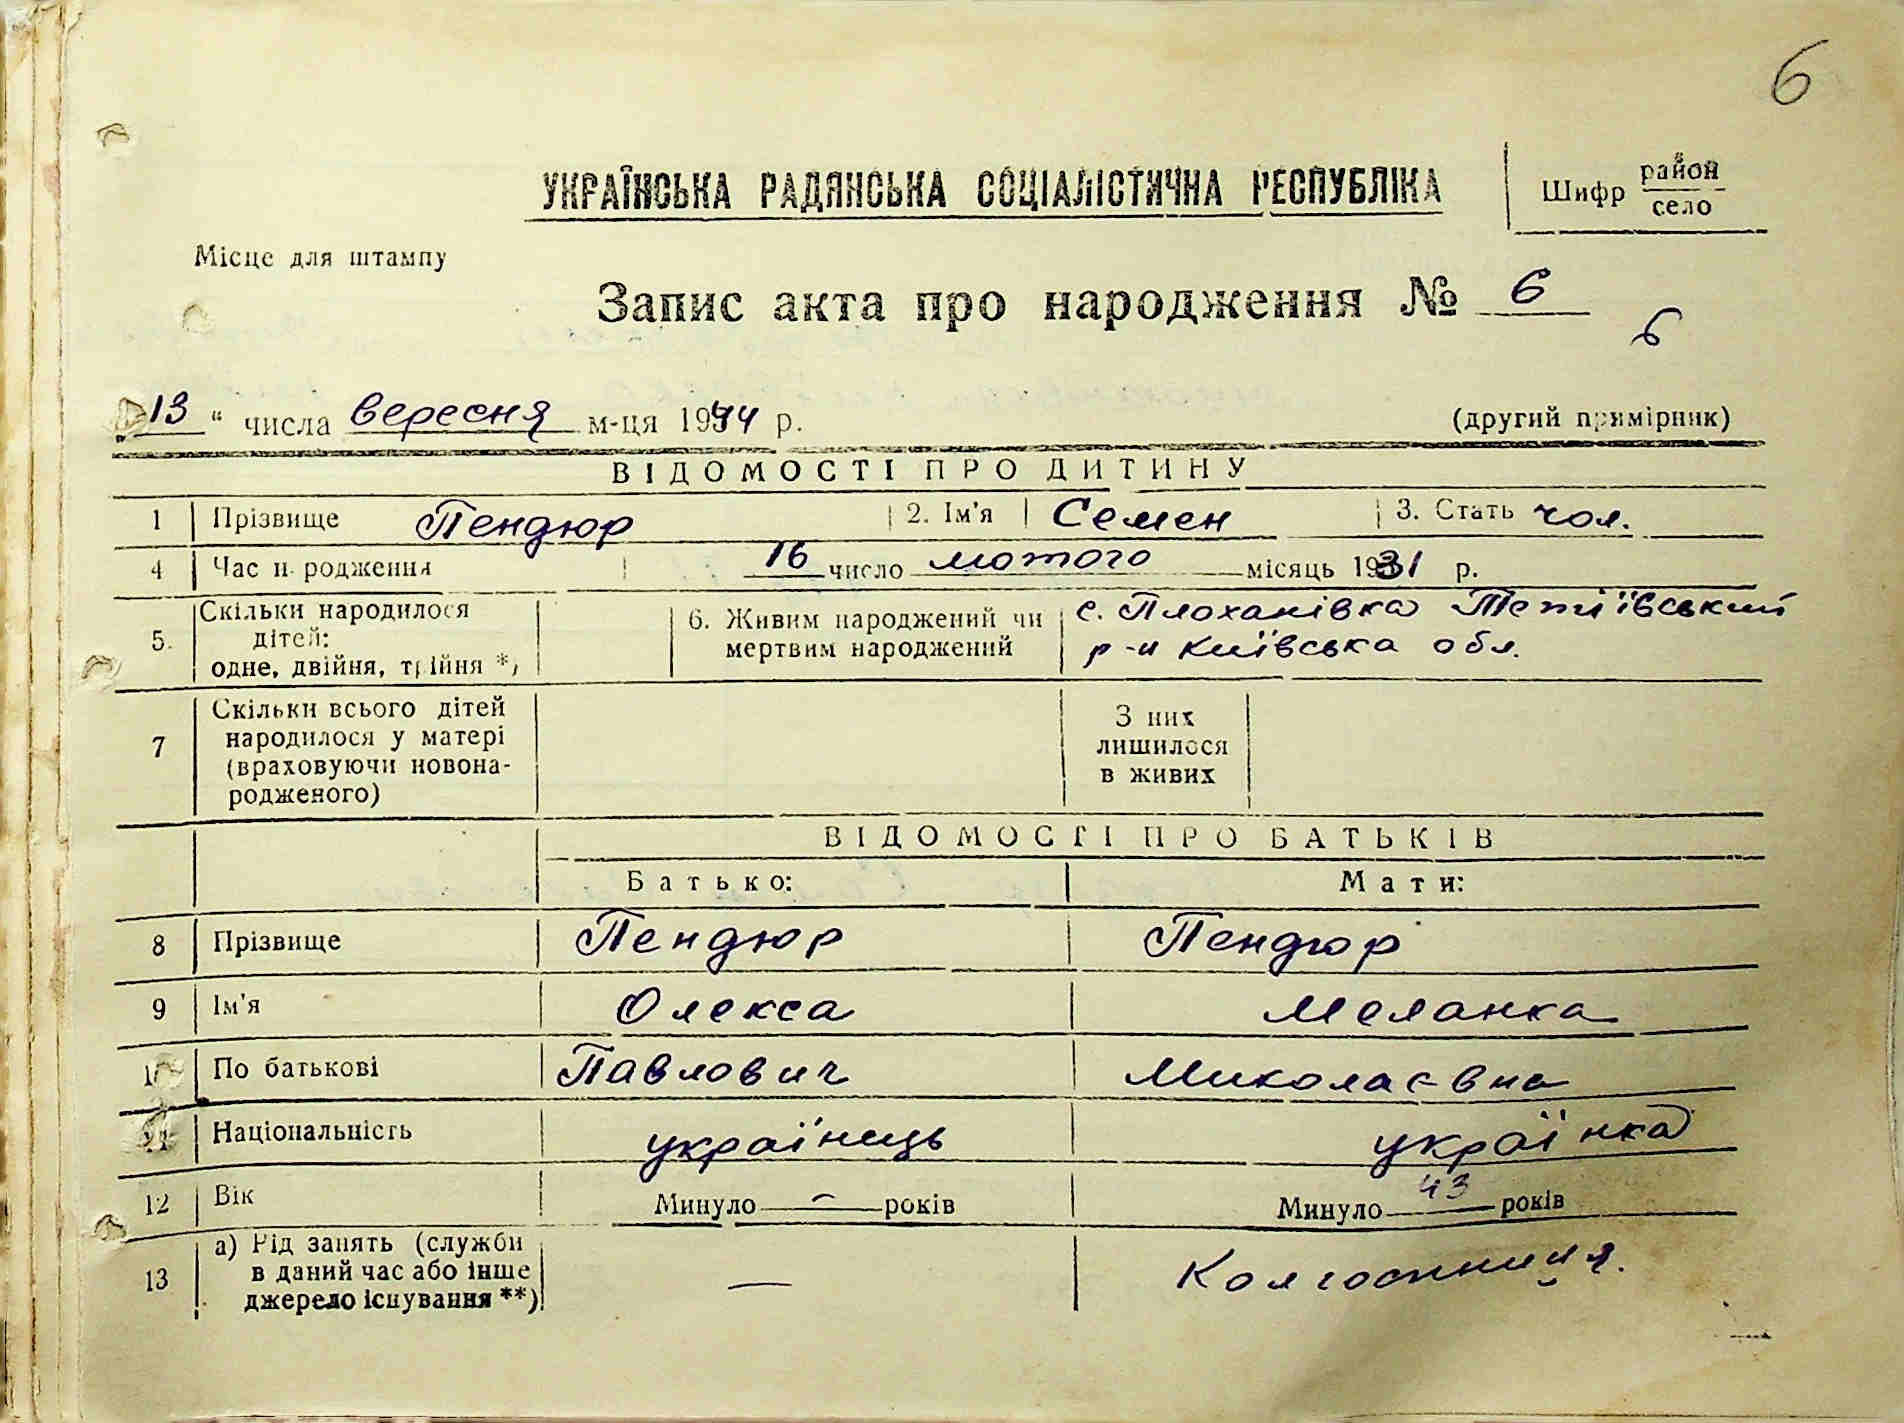 6
УКРАЇНСЬКА РАДЯНСЬКА СОЦІАЛІСТИЧНА РЕСПУБЛІКА
Шифр район
село
Місце для штампу
Запис акта про народження № 6
6
13 " числа вересня м-ця 1944 р.
(другий примірник)
ВІДОМОСТІ ПРО ДИТИНУ
1 Прізвище Пендюр 2. Ім'я Семен 3. Стать чол.
4 Час народження 16 число лютого місяць 1931 р.
5. Скільки народилося дітей: одне, двійня, трійня *)
6. Живим народжений чи мертвим народжений
с. Плоханівка Тетіївський
р-н Київська обл.
7 Скільки всього дітей народилося у матері (враховуючи новона-
родженого)
З них лишилося в живих
ВІДОМОСТІ ПРО БАТЬКІВ
Батько: Мати:
8 Прізвище Пендюр Пендюр
9 Ім'я Олекса Меланка
10 По батькові Павлович Миколаєвна
11 Національність українець українка
12 Вік Минуло - років Минуло 43 років
13 а) Рід занять (служби
в даний час або інше
джерело існування **)
— Колгоспниця.